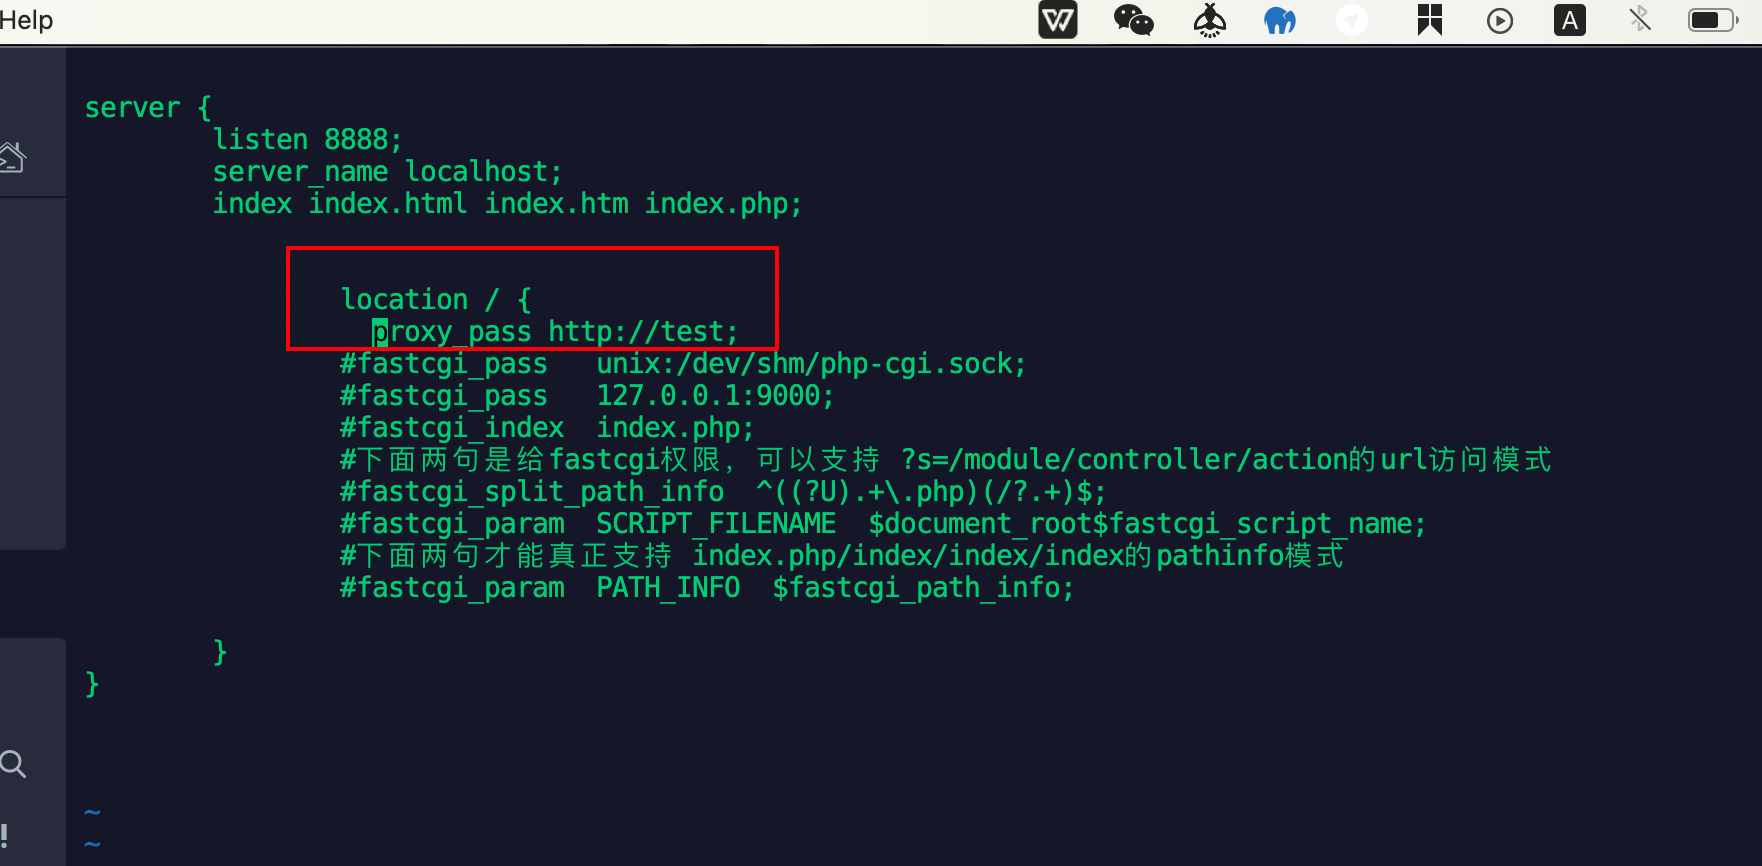 Help
A
server {
listen 8888;
server_name localhost;
index index.html index.htm index.php;
location / {
proxy_pass http://test;
#fastcgi_pass   unix:/dev/shm/php-cgi.sock;
#fastcgi_pass   127.0.0.1:9000;
#fastcgi_index  index.php;
#下面两句是给fastcgi权限，可以支持 ?s=/module/controller/action的url访问模式
#fastcgi_split_path_info  ^((?U).+\.php)(/?.+)$;
#fastcgi_param  SCRIPT_FILENAME  $document_root$fastcgi_script_name;
#下面两句才能真正支持 index.php/index/index/index的pathinfo模式
#fastcgi_param  PATH_INFO  $fastcgi_path_info;
}
}
~
~